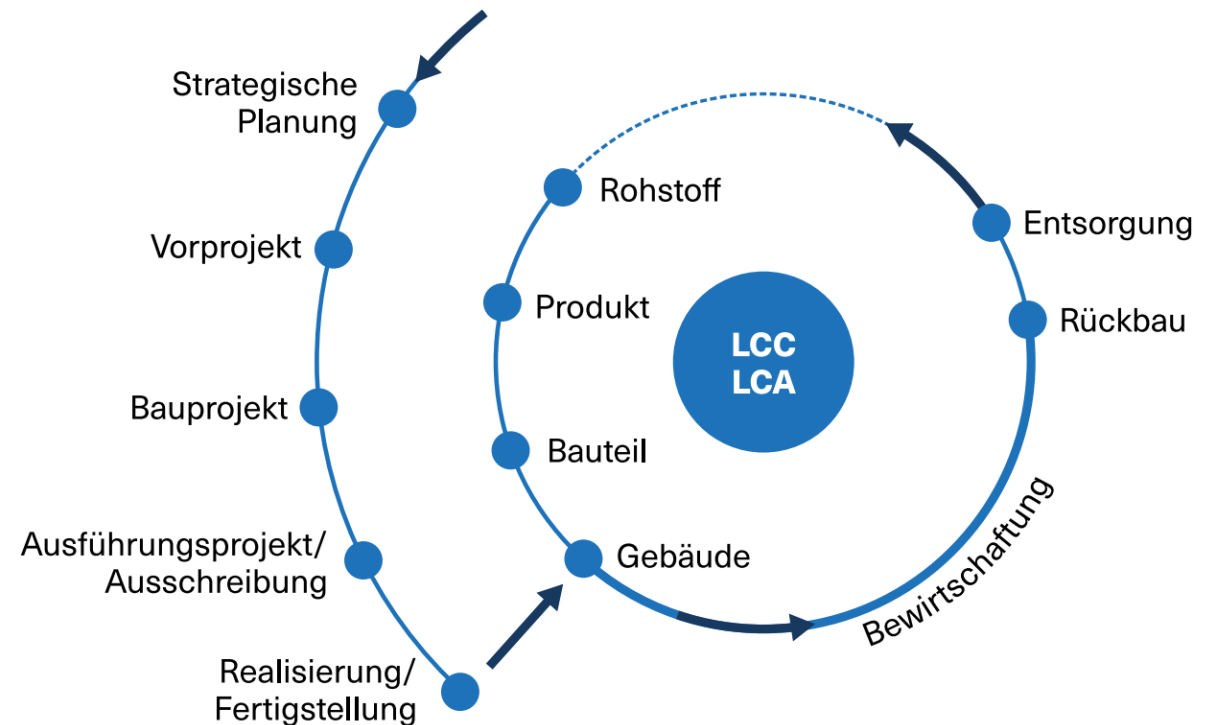 Strategische
Planung
Vorprojekt
Bauprojekt
Ausführungsprojekt/
Ausschreibung
Realisierung/
Fertigstellung
Rohstoff
Produkt
Bauteil
Gebäude
LCC
LCA
Entsorgung
Rückbau
Bewirtschaftung